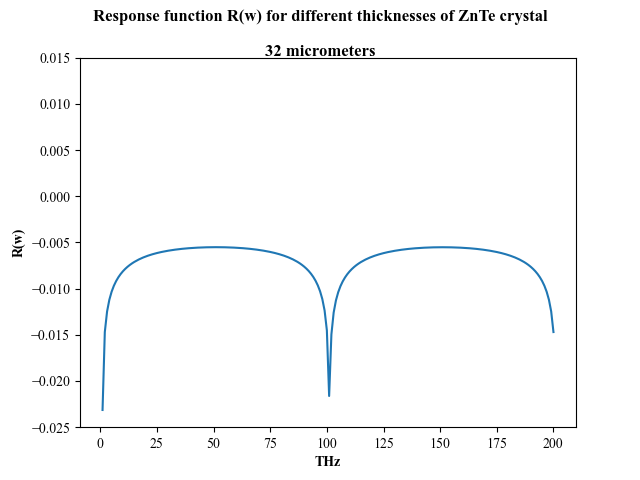 Response function R(w) for different thicknesses of ZnTe crystal
32 micrometers
0.015
0.010
0.005
0.000
−0.005
−0.010
−0.015
−0.020
−0.025
R(w)
0 25 50 75 100 125 150 175 200
THz